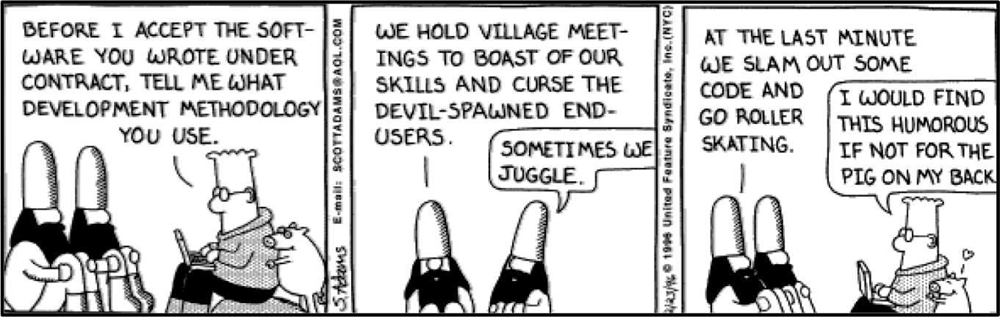 BEFORE I ACCEPT THE SOFT-
WARE YOU WROTE UNDER
CONTRACT, TELL ME WHAT
DEVELOPMENT METHODOLOGY
YOU USE.
S. Adams
E-mail: SCOTTADAMS@AOL.COM
WE HOLD VILLAGE MEET-
INGS TO BOAST OF OUR
SKILLS AND CURSE THE
DEVIL-SPAWNED END-
USERS.
SOMETIMES WE
JUGGLE.
© 1996 United Feature Syndicate, Inc.(NYC)
AT THE LAST MINUTE
WE SLAM OUT SOME
CODE AND
GO ROLLER
SKATING.
I WOULD FIND
THIS HUMOROUS
IF NOT FOR THE
PIG ON MY BACK